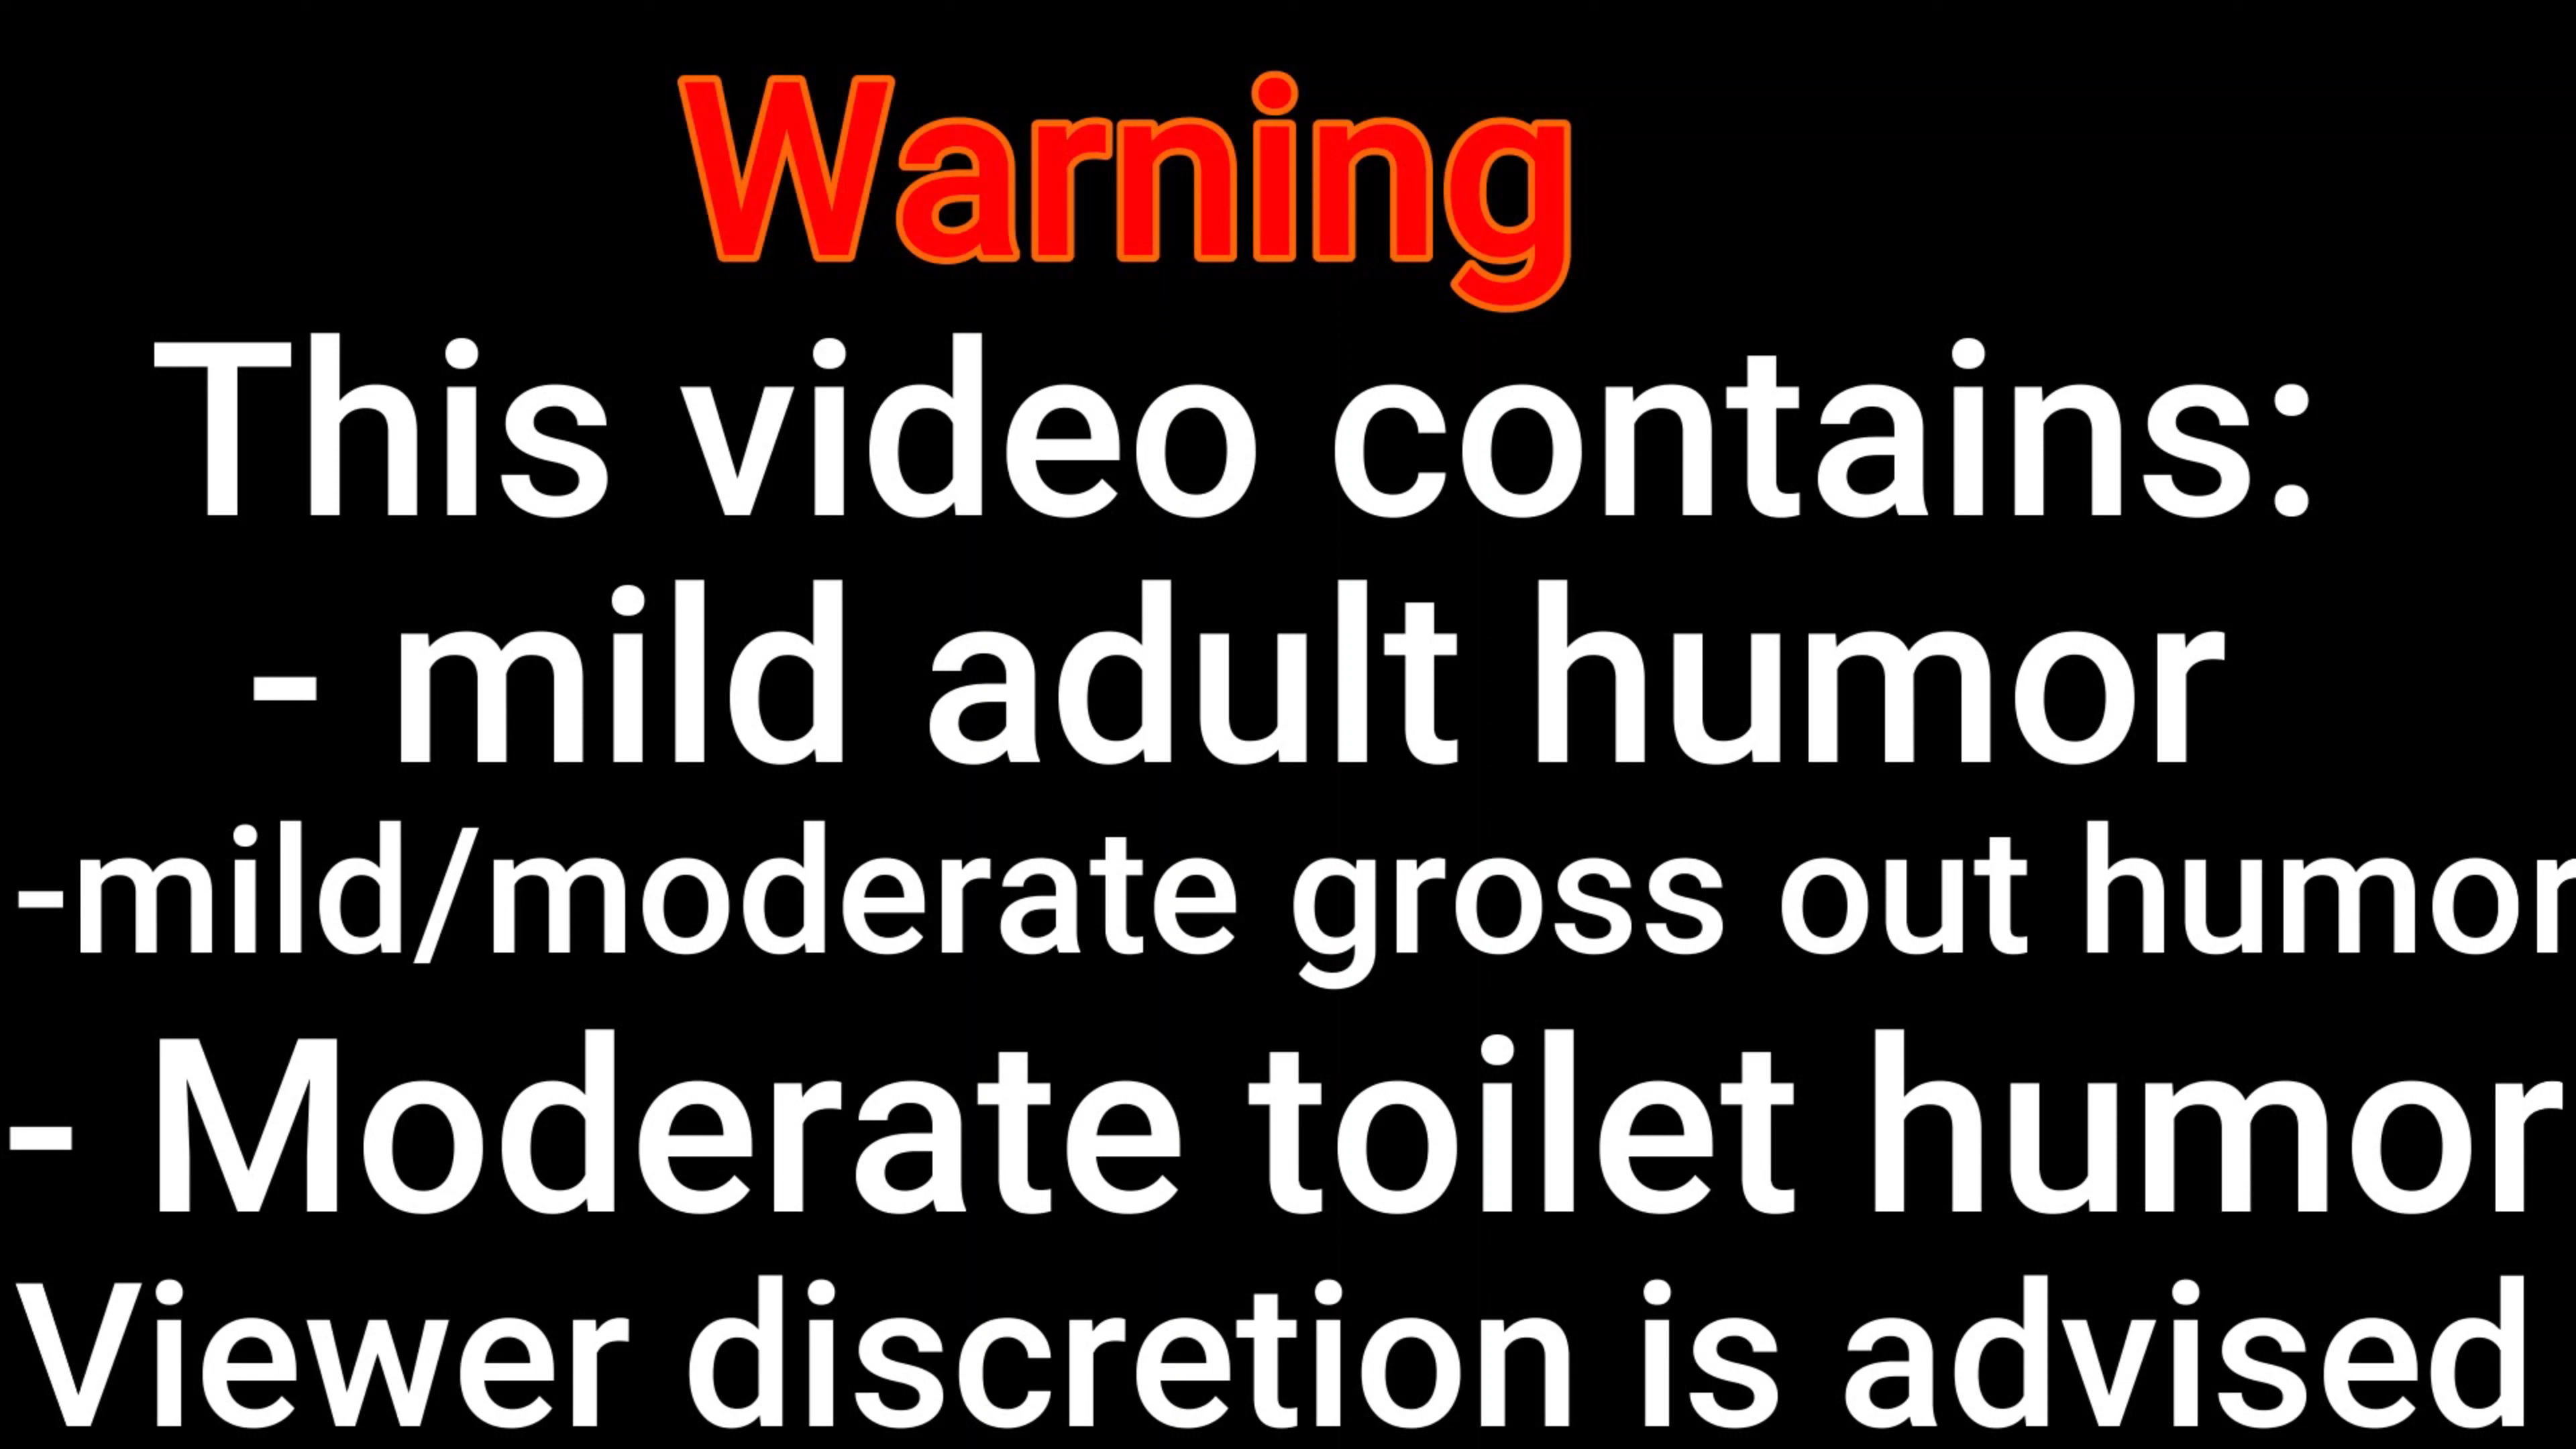 Warning
This video contains:
- mild adult humor
-mild/moderate gross out humor
- Moderate toilet humor
Viewer discretion is advised